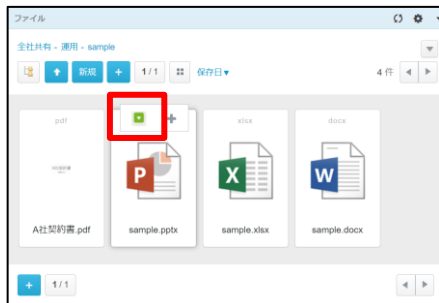 ファイル
全社共有 - 運用 - sample
新規 + 1/1 保存日▼ 4 件
pdf xlsx docx
P X W
A社契約書.pdf sample.pptx sample.xlsx sample.docx
+ 1/1